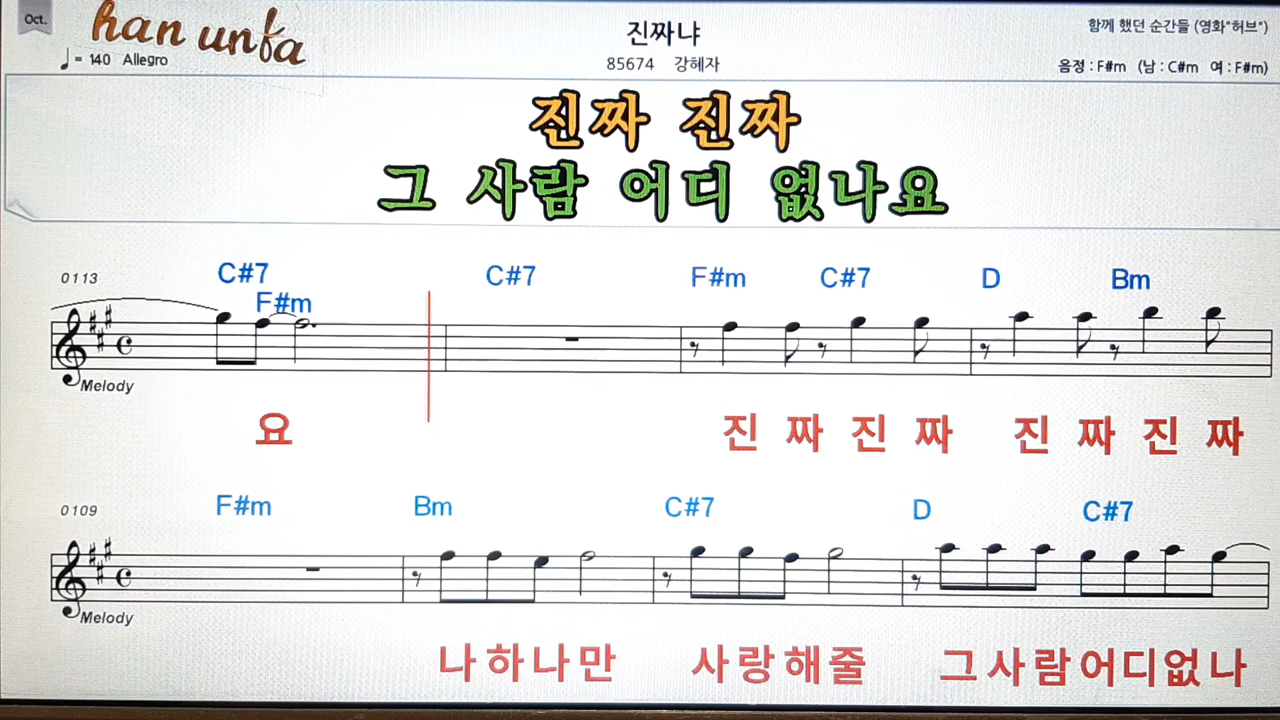 Oct.
han unfa
진짜냐
함께 했던 순간들 (영화"허브")
= 140 Allegro
85674 강혜자
음정 : F#m (남 : C#m 여 : F#m)
진짜 진짜
그 사람 어디 없나요
0113
C#7 C#7 F#m C#7 D Bm
F#m
Melody
요 진 짜 진 짜 진 짜 진 짜
0109
F#m Bm C#7 D C#7
Melody
나 하 나 만 사 랑 해 줄 그 사 람 어 디 없 나